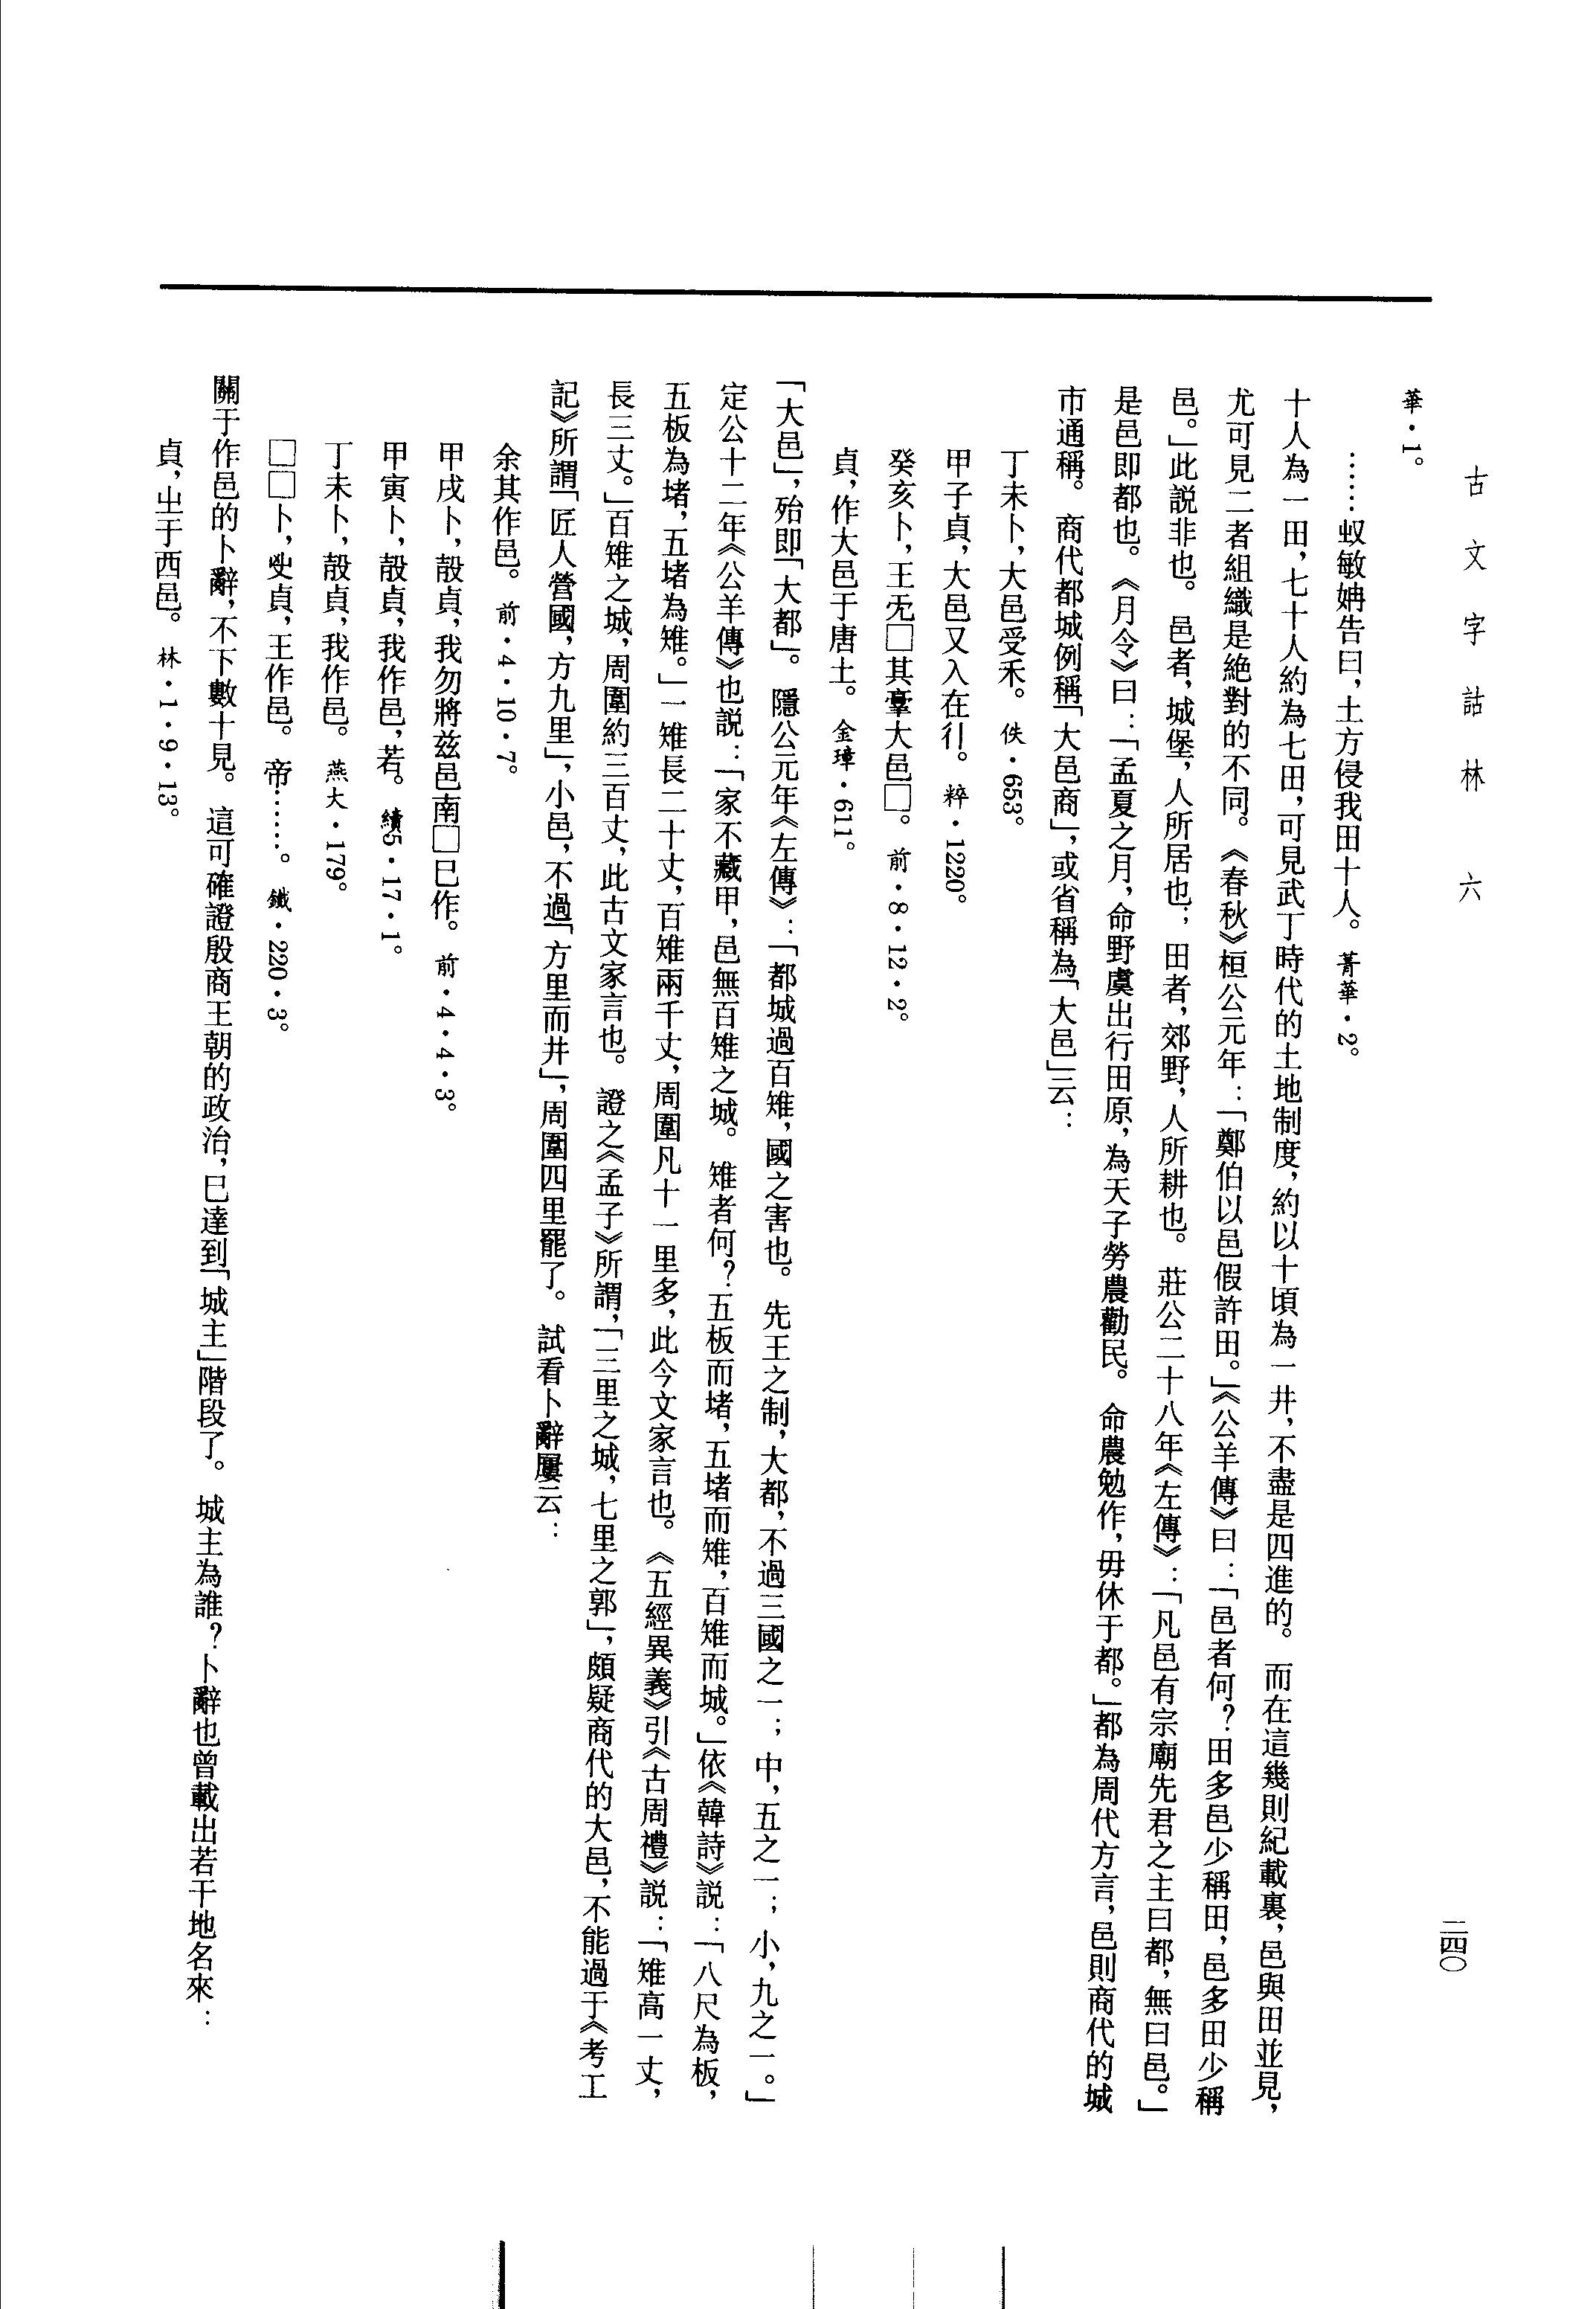 古文字詁林　六
二四〇
華・1。
……㞢敏㛸告曰，土方侵我田十人。菁華・2。
十人為一田，七十人約為七田，可見武丁時代的土地制度，約以十頃為一井，不盡是四進的。而在這幾則紀載裏，邑與田並見，
尤可見二者組織是絶對的不同。《春秋》桓公元年：「鄭伯以邑假許田。」《公羊傳》曰：「邑者何？田多邑少稱田，邑多田少稱
邑。」此説非也。邑者，城堡，人所居也；田者，郊野，人所耕也。莊公二十八年《左傳》：「凡邑有宗廟先君之主曰都，無曰邑。」
是邑即都也。《月令》曰：「孟夏之月，命野虞出行田原，為天子勞農勸民。命農勉作，毋休于都。」都為周代方言，邑則商代的城
市通稱。商代都城例稱「大邑商」，或省稱為「大邑」云：
丁未卜，大邑受禾。佚・653。
甲子貞，大邑又入在㣔。粹・1220。
癸亥卜，王旡□其臺大邑□。前・8・12・2。
貞，作大邑于唐土。金璋・611。
「大邑」，殆即「大都」。隱公元年《左傳》：「都城過百雉，國之害也。先王之制，大都，不過三國之一；中，五之一；小，九之一。」
定公十二年《公羊傳》也説：「家不藏甲，邑無百雉之城。雉者何？五板而堵，五堵而雉，百雉而城。」依《韓詩》説：「八尺為板，
五板為堵，五堵為雉。」一雉長二十丈，百雉兩千丈，周圍凡十一里多，此今文家言也。《五經異義》引《古周禮》説：「雉高一丈，
長三丈。」百雉之城，周圍約三百丈，此古文家言也。證之《孟子》所謂，「三里之城，七里之郭」，頗疑商代的大邑，不能過于《考工
記》所謂「匠人營國，方九里」，小邑，不過「方里而井」，周圍四里罷了。試看卜辭屢云：
余其作邑。前・4・10・7。
甲戌卜，㱿貞，我勿將兹邑南□巳作。前・4・4・3。
甲寅卜，㱿貞，我作邑，若。續5・17・1。
丁未卜，㱿貞，我作邑。燕大・179。
□□卜，㞢貞，王作邑。帝……。鐵・220・3。
關于作邑的卜辭，不下數十見。這可確證殷商王朝的政治，已達到「城主」階段了。城主為誰？卜辭也曾載出若干地名來：
貞，㞢于西邑。林・1・9・13。